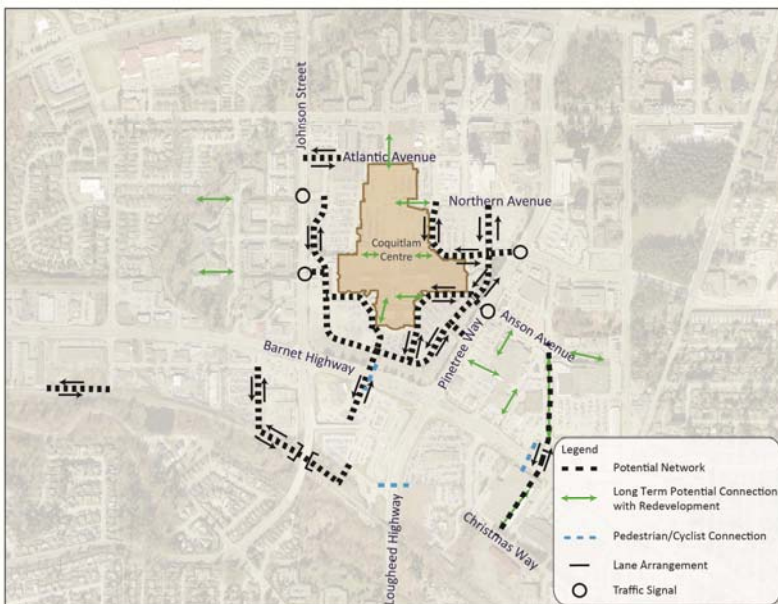 Johnson Street
Atlantic Avenue
Northern Avenue
Coquitlam
Centre
Anson Avenue
Pinetree Way
Barnet Highway
Lougheed Highway
Christmas Way
Legend
Potential Network
Long Term Potential Connection
with Redevelopment
Pedestrian/Cyclist Connection
Lane Arrangement
Traffic Signal